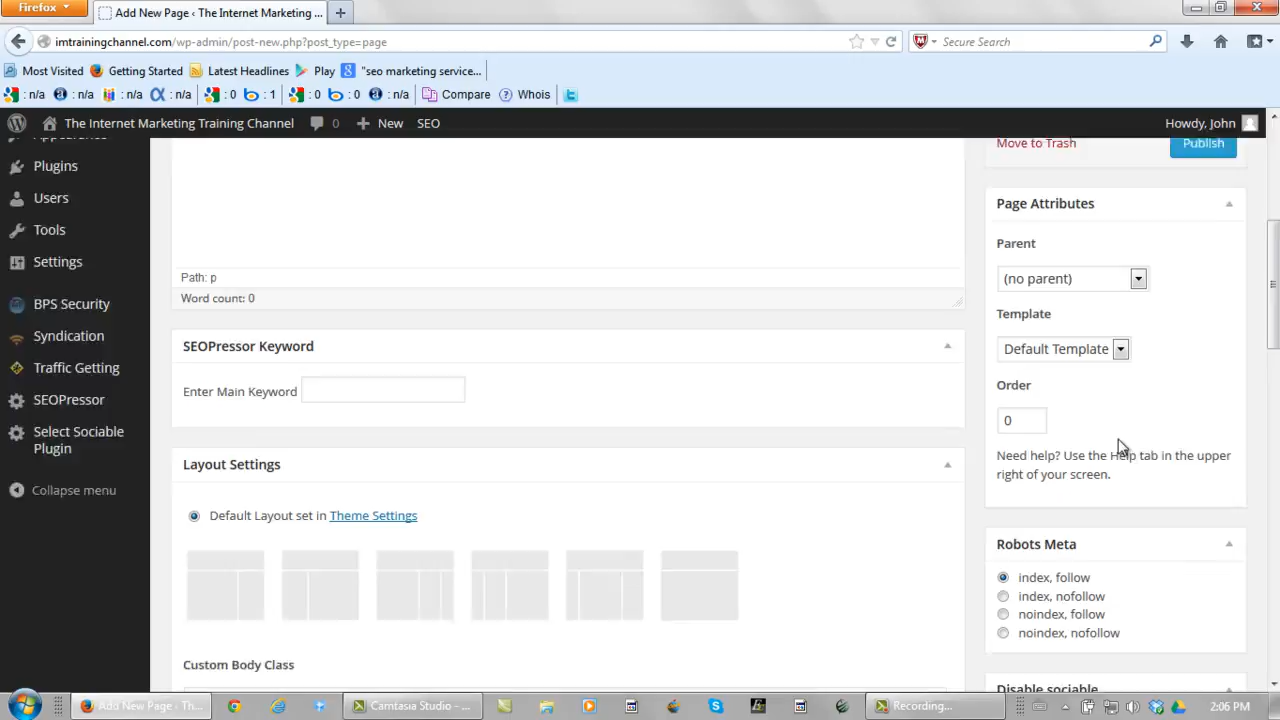 Firefox
Add New Page ‹ The Internet Marketing ...
imtrainingchannel.com/wp-admin/post-new.php?post_type=page
Secure Search
Most Visited
Getting Started
Latest Headlines
Play
"seo marketing service...
: n/a
: n/a
: n/a
: n/a
: 0
: 1
: 0
: 0
: n/a
Compare
Whois
The Internet Marketing Training Channel
0
New
SEO
Howdy, John
Appearance
Plugins
Users
Tools
Settings
BPS Security
Syndication
Traffic Getting
SEOPressor
Select Sociable
Plugin
Collapse menu
Path: p
Word count: 0
SEOPressor Keyword
Enter Main Keyword
Layout Settings
Default Layout set in Theme Settings
Custom Body Class
Move to Trash
Publish
Page Attributes
Parent
(no parent)
Template
Default Template
Order
0
Need help? Use the Help tab in the upper
right of your screen.
Robots Meta
index, follow
index, nofollow
noindex, follow
noindex, nofollow
Disable sociable
Add New Page ‹ Th...
Camtasia Studio - ...
Recording...
2:06 PM